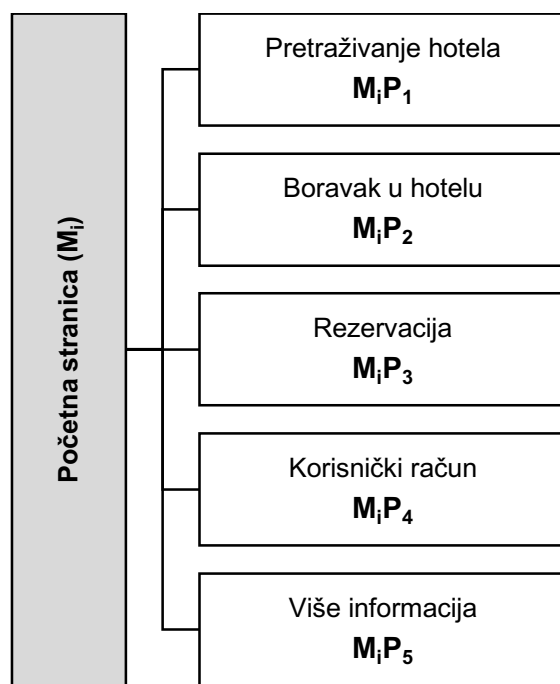 Početna stranica (Mᵢ)
Pretraživanje hotela
MᵢP₁
Boravak u hotelu
MᵢP₂
Rezervacija
MᵢP₃
Korisnički račun
MᵢP₄
Više informacija
MᵢP₅